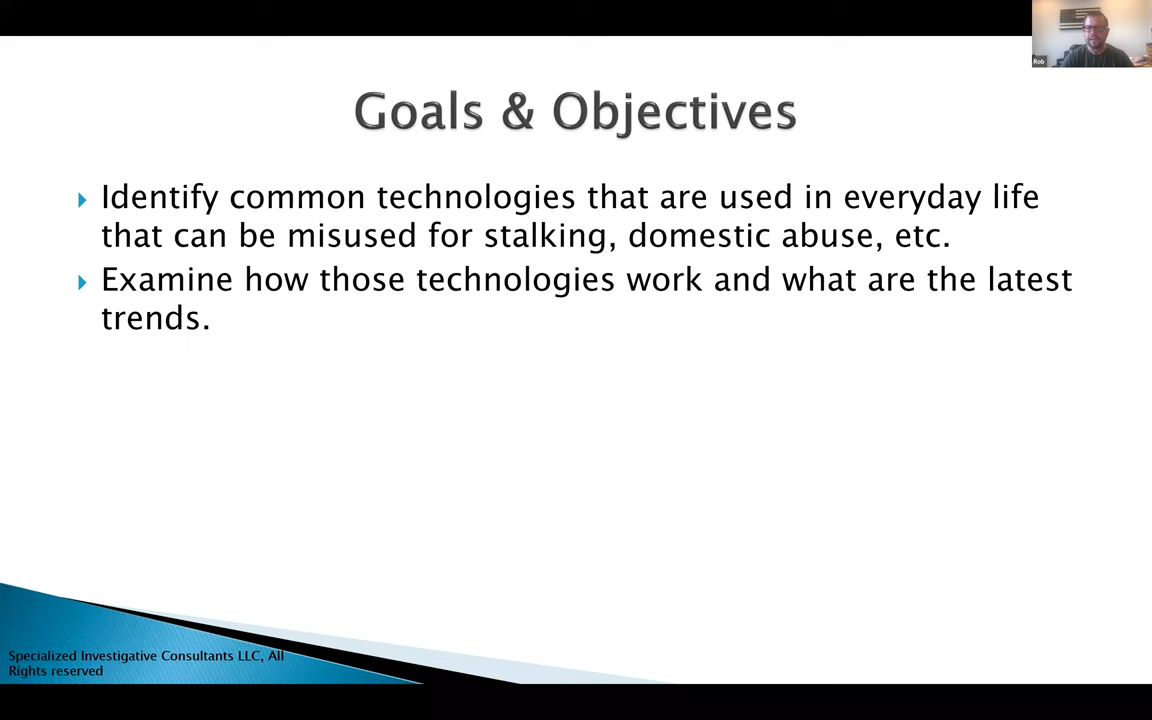 Rob
Goals & Objectives
Identify common technologies that are used in everyday life
that can be misused for stalking, domestic abuse, etc.
Examine how those technologies work and what are the latest
trends.
Specialized Investigative Consultants LLC, All
Rights reserved